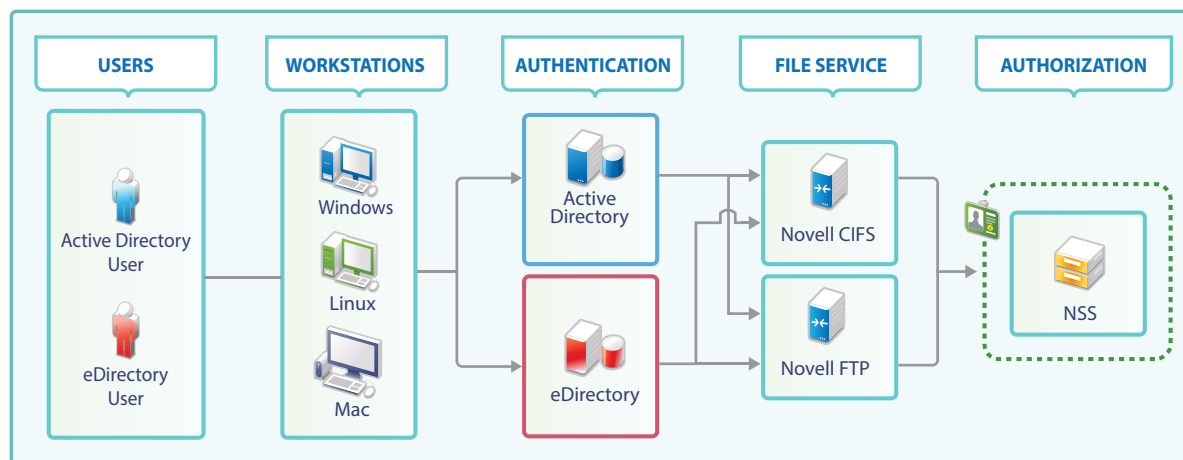 USERS
WORKSTATIONS
AUTHENTICATION
FILE SERVICE
AUTHORIZATION
Active Directory
User
eDirectory
User
Windows
Linux
Mac
Active
Directory
eDirectory
Novell CIFS
Novell FTP
NSS